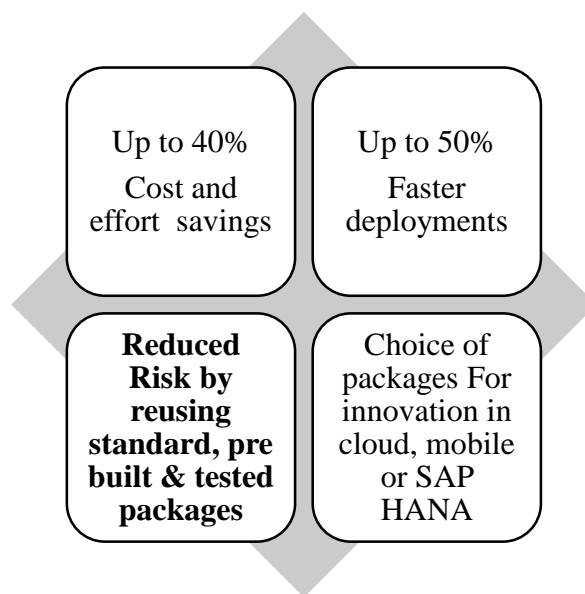 Up to 40%
Cost and
effort  savings
Up to 50%
Faster
deployments
Reduced
Risk by
reusing
standard, pre
built & tested
packages
Choice of
packages For
innovation in
cloud, mobile
or SAP
HANA